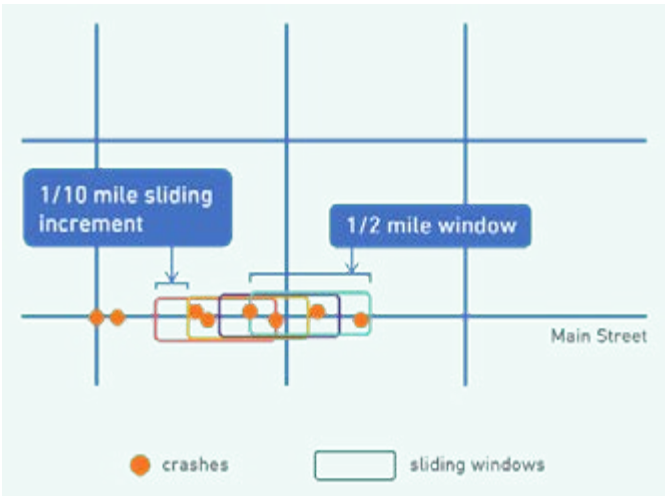 1/10 mile sliding
increment
1/2 mile window
Main Street
crashes
sliding windows